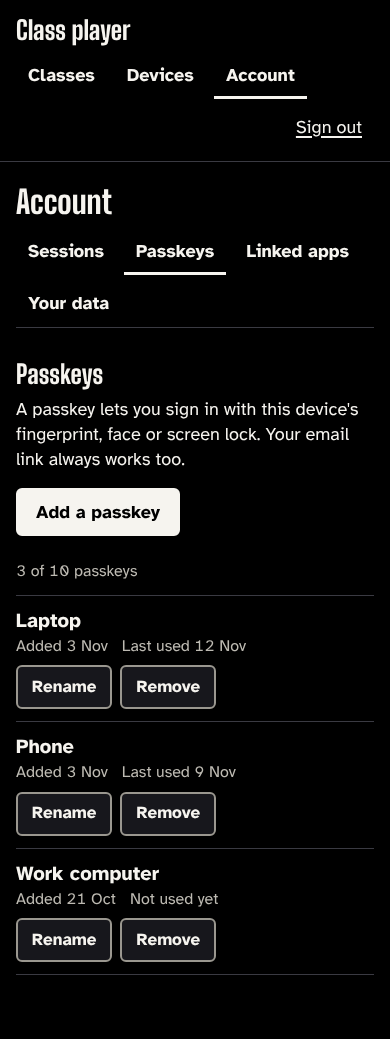 Class player
Classes Devices Account
Sign out
Account
Sessions Passkeys Linked apps
Your data
Passkeys
A passkey lets you sign in with this device's
fingerprint, face or screen lock. Your email
link always works too.
Add a passkey
3 of 10 passkeys
Laptop
Added 3 Nov Last used 12 Nov
Rename Remove
Phone
Added 3 Nov Last used 9 Nov
Rename Remove
Work computer
Added 21 Oct Not used yet
Rename Remove